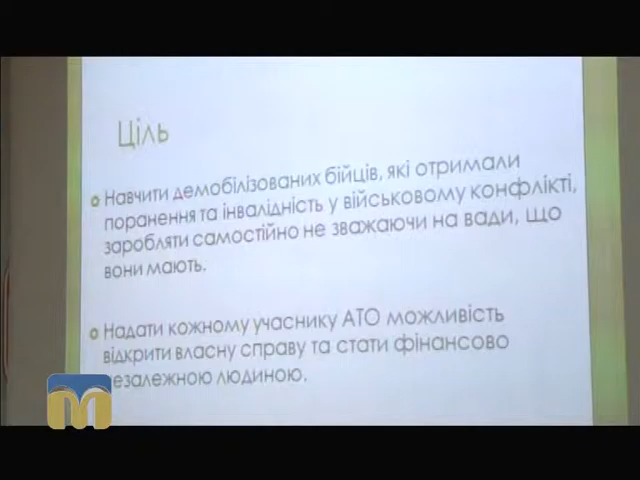 Ціль
Навчити демобілізованих бійців, які отримали
поранення та інвалідність у військовому конфлікті,
заробляти самостійно не зважаючи на вади, що
вони мають.
Надати кожному учаснику АТО можливість
відкрити власну справу та стати фінансово
незалежною людиною.
m